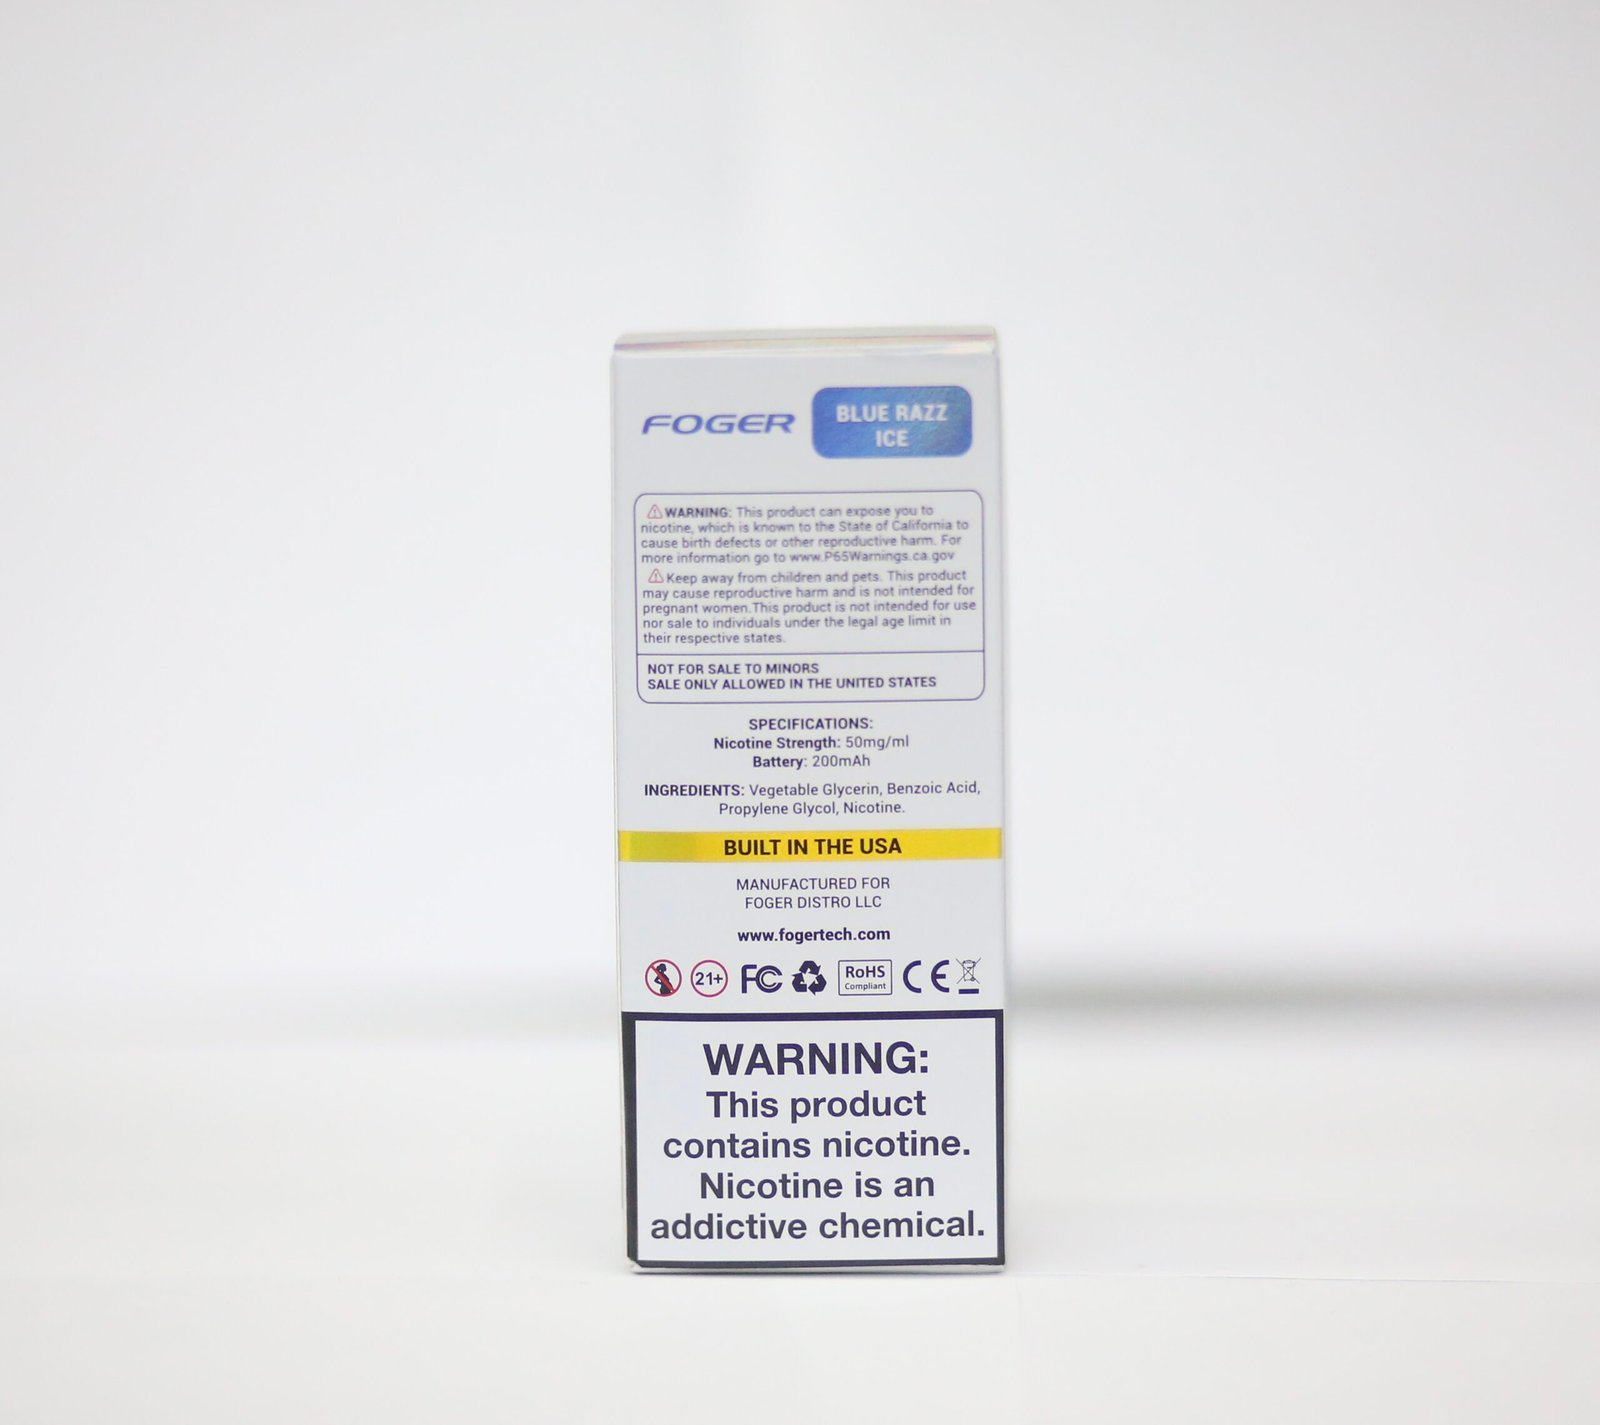 FOGER
BLUE RAZZ
ICE
WARNING: This product can expose you to
nicotine, which is known to the State of California to
cause birth defects or other reproductive harm. For
more information go to www.P65Warnings.ca.gov
Keep away from children and pets. This product
may cause reproductive harm and is not intended for
pregnant women.This product is not intended for use
nor sale to individuals under the legal age limit in
their respective states.
NOT FOR SALE TO MINORS
SALE ONLY ALLOWED IN THE UNITED STATES
SPECIFICATIONS:
Nicotine Strength: 50mg/ml
Battery: 200mAh
INGREDIENTS: Vegetable Glycerin, Benzoic Acid,
Propylene Glycol, Nicotine.
BUILT IN THE USA
MANUFACTURED FOR
FOGER DISTRO LLC
www.fogertech.com
21+ FC RoHS CE
Compliant
WARNING:
This product
contains nicotine.
Nicotine is an
addictive chemical.